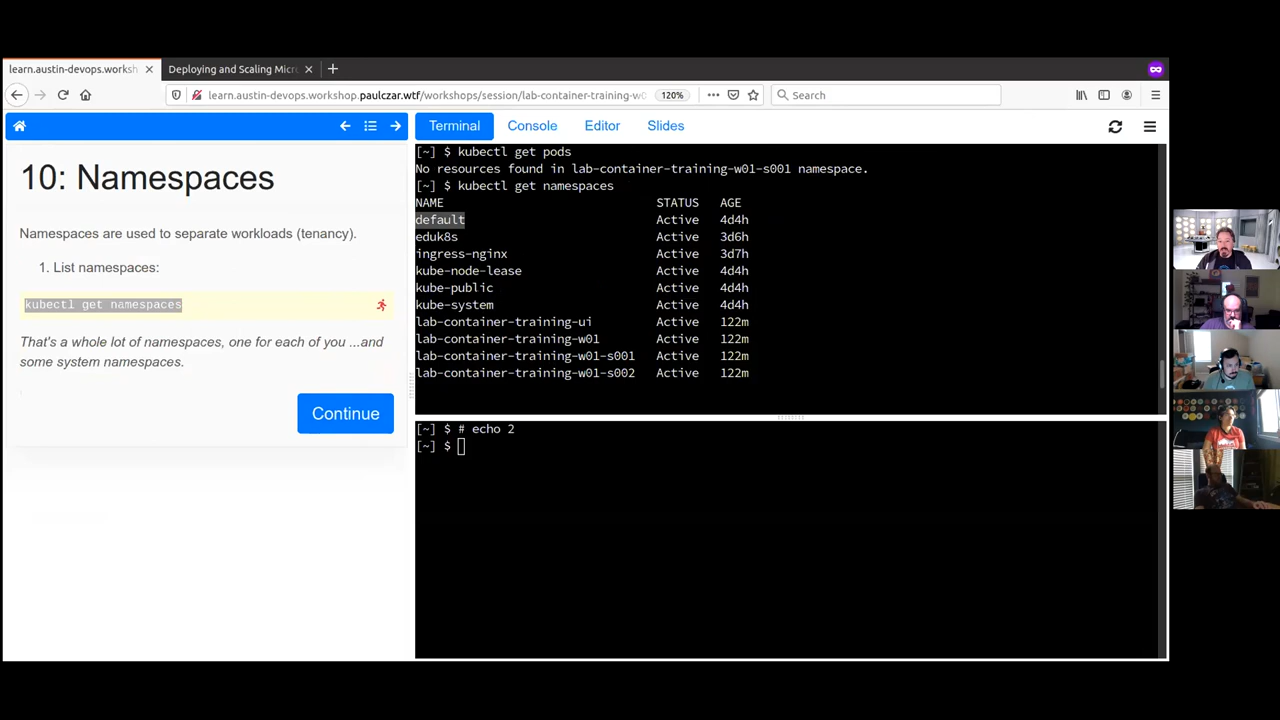 learn.austin-devops.worksh
Deploying and Scaling Micr
learn.austin-devops.workshop.paulczar.wtf/workshops/session/lab-container-training-w0
120%
Search
Terminal
Console
Editor
Slides
10: Namespaces
Namespaces are used to separate workloads (tenancy).
1. List namespaces:
kubectl get namespaces
That's a whole lot of namespaces, one for each of you ...and
some system namespaces.
Continue
[~] $ kubectl get pods
No resources found in lab-container-training-w01-s001 namespace.
[~] $ kubectl get namespaces
NAME STATUS AGE
default Active 4d4h
eduk8s Active 3d6h
ingress-nginx Active 3d7h
kube-node-lease Active 4d4h
kube-public Active 4d4h
kube-system Active 4d4h
lab-container-training-ui Active 122m
lab-container-training-w01 Active 122m
lab-container-training-w01-s001 Active 122m
lab-container-training-w01-s002 Active 122m
[~] $ # echo 2
[~] $